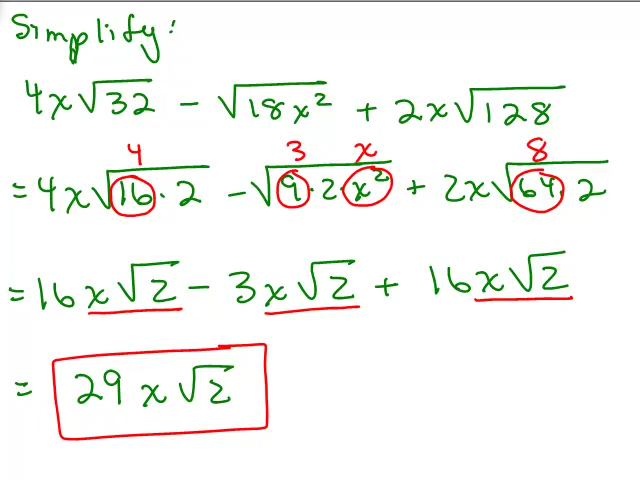 Simplify:
4x√32 − √18x² + 2x√128
4 3 x 8
= 4x√16·2 − √9·2·x² + 2x√64·2
= 16x√2 − 3x√2 + 16x√2
= 29x√2